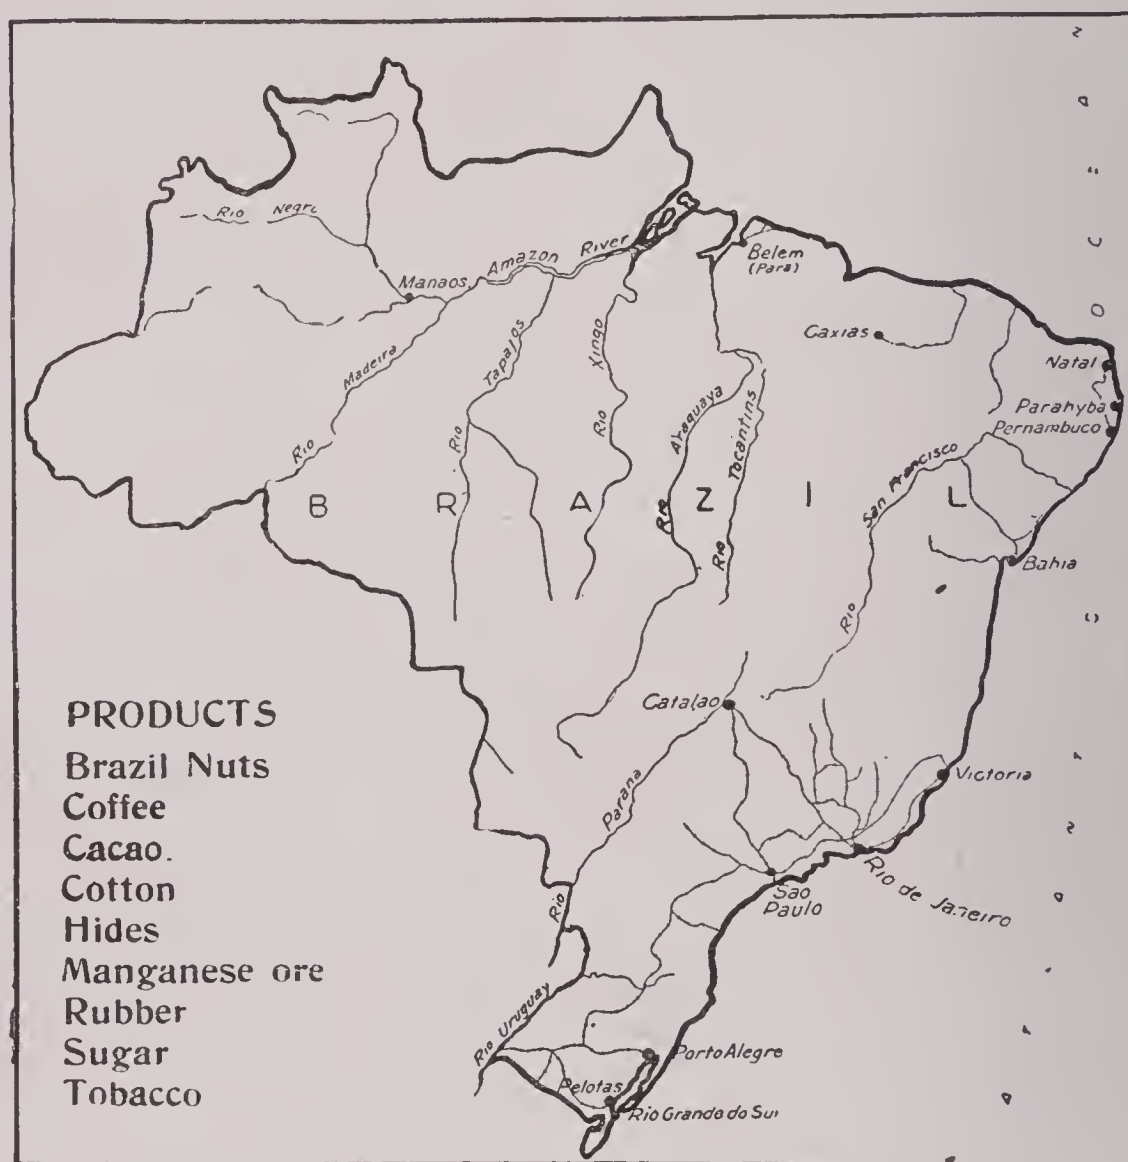 Rio Negro
Manaos
Amazon River
Belem
(Para)
Caxias
Natal
Parahyba
Pernambuco
Rio Madeira
Rio Tapajos
Rio Xingo
Rio Araguaya
Rio Tocantins
Rio San Francisco
BRAZIL
Bahia
Catalao
Victoria
Rio Parana
Rio de Janeiro
Sao
Paulo
Rio Uruguay
Porto Alegre
Pelotas
Rio Grande do Sul
PRODUCTS
Brazil Nuts
Coffee
Cacao.
Cotton
Hides
Manganese ore
Rubber
Sugar
Tobacco